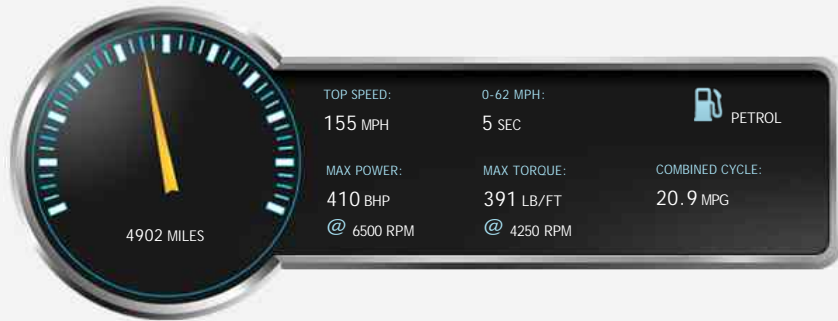 4902 MILES
TOP SPEED:
155 MPH
0-62 MPH:
5 SEC
PETROL
MAX POWER:
410 BHP
@ 6500 RPM
MAX TORQUE:
391 LB/FT
@ 4250 RPM
COMBINED CYCLE:
20.9 MPG